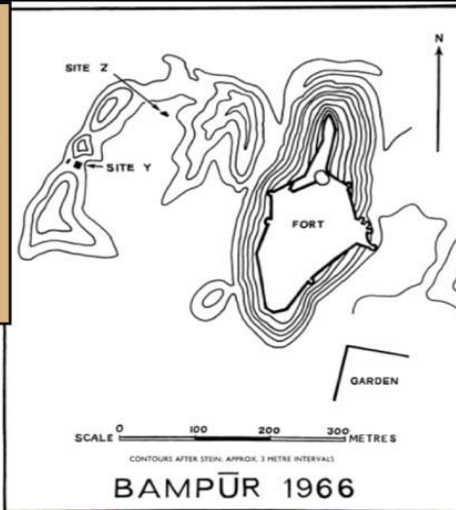 N
SITE Z
SITE Y
FORT
GARDEN
SCALE 0 100 200 300 METRES
CONTOURS AFTER STEIN: APPROX. 3 METRE INTERVALS
BAMPŪR 1966